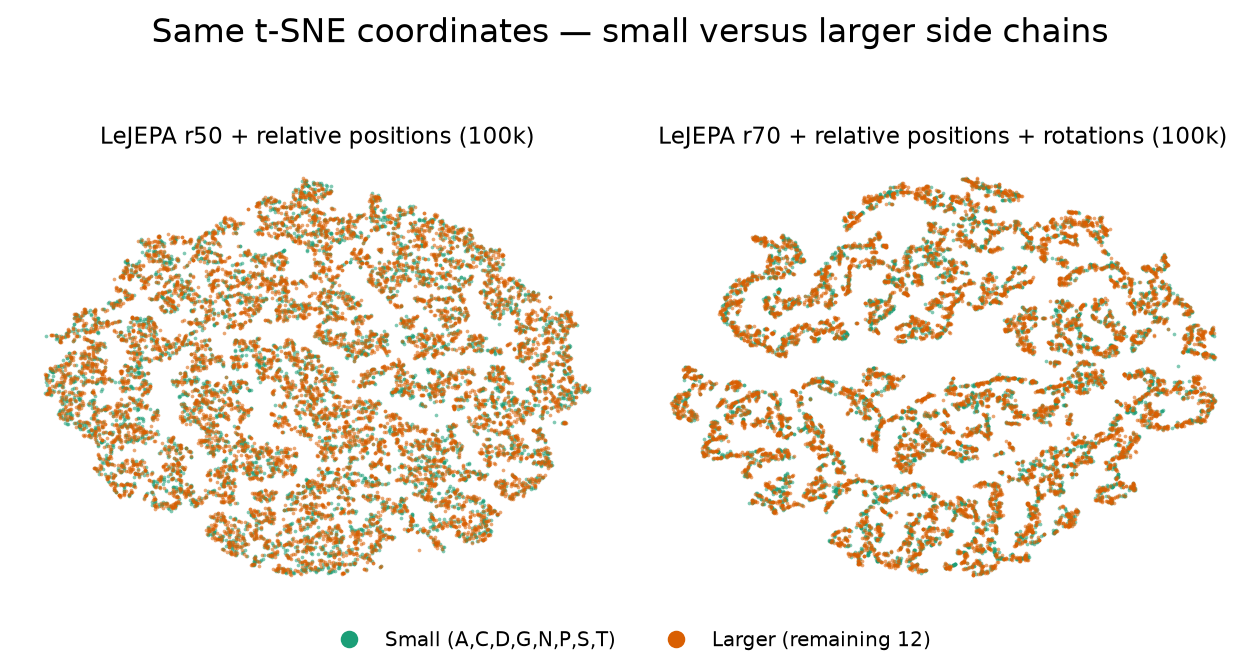 Same t-SNE coordinates — small versus larger side chains
LeJEPA r50 + relative positions (100k)
LeJEPA r70 + relative positions + rotations (100k)
Small (A,C,D,G,N,P,S,T)
Larger (remaining 12)